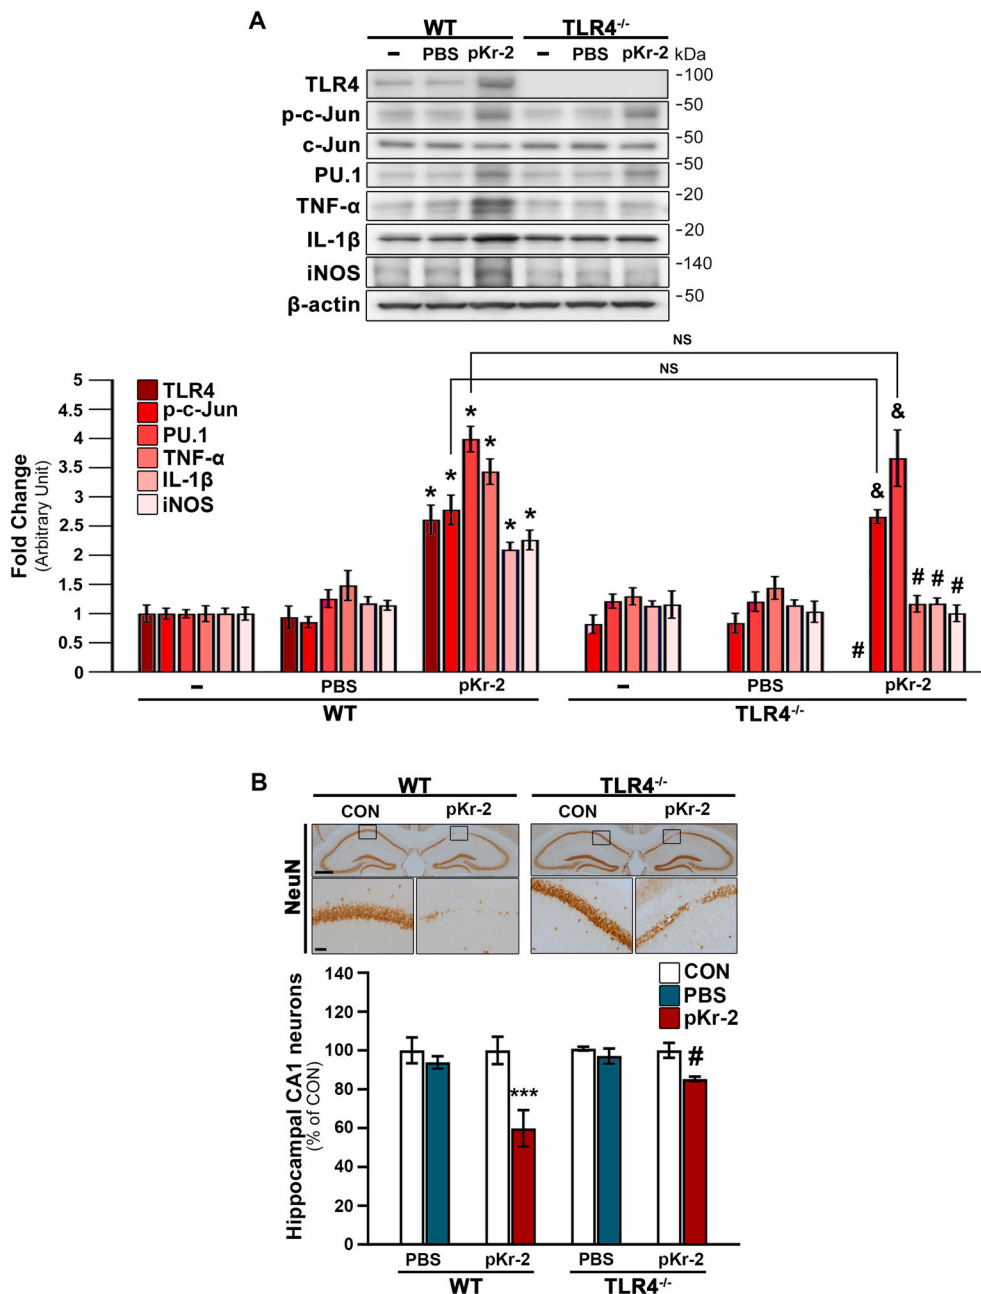 A
WT TLR4-/-
– PBS pKr-2 – PBS pKr-2 kDa
TLR4 -100
p-c-Jun -50
c-Jun -50
PU.1 -50
TNF-α -20
IL-1β -20
iNOS -140
β-actin -50
NS
NS
Fold Change
(Arbitrary Unit)
5
4.5
4
3.5
3
2.5
2
1.5
1
0.5
0
TLR4
p-c-Jun
PU.1
TNF-α
IL-1β
iNOS
* * * * * *
& &
# # # #
– PBS pKr-2 – PBS pKr-2
WT TLR4-/-
B
WT TLR4-/-
CON pKr-2 CON pKr-2
NeuN
Hippocampal CA1 neurons
(% of CON)
140
120
100
80
60
40
20
0
CON
PBS
pKr-2
***
#
PBS pKr-2 PBS pKr-2
WT TLR4-/-